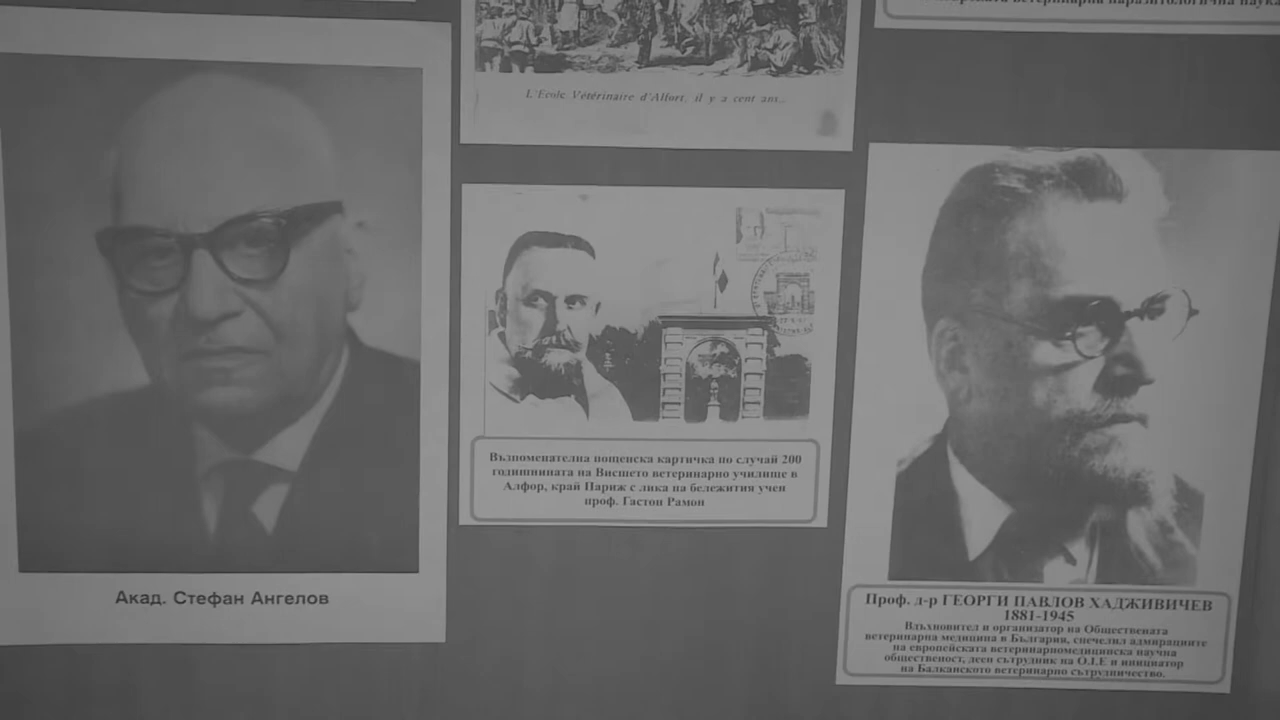 ветеринарна паразитологична наука
L'Ecole Vétérinaire d'Alfort, il y a cent ans...
Възпоменателна пощенска картичка по случай 200
годишнината на Висшето ветеринарно училище в
Алфор, край Париж с лика на бележития учен
проф. Гастон Рамон
Акад. Стефан Ангелов
Проф. д-р ГЕОРГИ ПАВЛОВ ХАДЖИВИЧЕВ
1881-1945
Вдъхновител и организатор на Обществената
ветеринарна медицина в България, спечелил адмирациите
на европейската ветеринарномедицинска научна
общественост, деен сътрудник на O.I.E и инициатор
на Балканското ветеринарно сътрудничество.